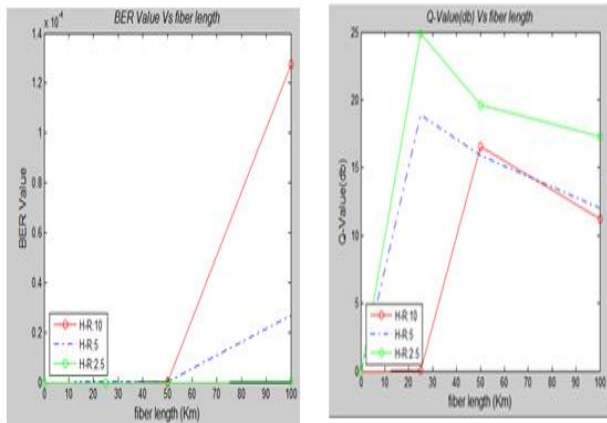 BER Value Vs fiber length
x 10⁻⁴
1.4
1.2
1
0.8
0.6
0.4
0.2
0
BER Value
H-R:10
H-R:5
H-R:2.5
0 10 20 30 40 50 60 70 80 90 100
fiber length (Km)
Q-Value(db) Vs fiber length
25
20
15
10
5
0
Q-Value(db)
H-R:10
H-R:5
H-R:2.5
0 10 20 30 40 50 60 70 80 90 100
fiber length (Km)